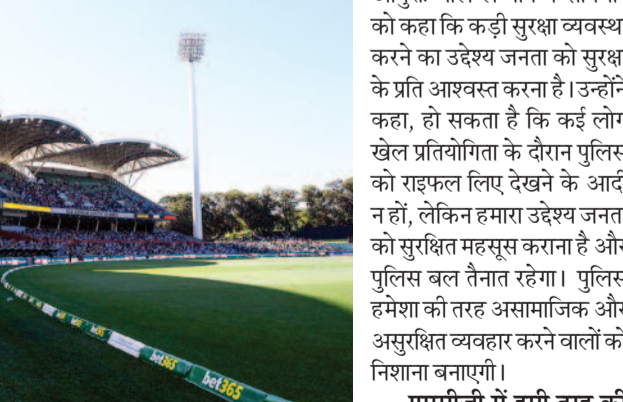 को कहा कि कड़ी सुरक्षा व्यवस्थ
करने का उद्देश्य जनता को सुरक्षा
के प्रति आश्वस्त करना है। उन्होंने
कहा, हो सकता है कि कई लोग
खेल प्रतियोगिता के दौरान पुलिस
को राइफल लिए देखने के आदी
न हों, लेकिन हमारा उद्देश्य जनता
को सुरक्षित महसूस कराना है और
पुलिस बल तैनात रहेगा। पुलिस
हमेशा की तरह असामाजिक और
असुरक्षित व्यवहार करने वालों को
निशाना बनाएगी।
bet365
bet365
bet365